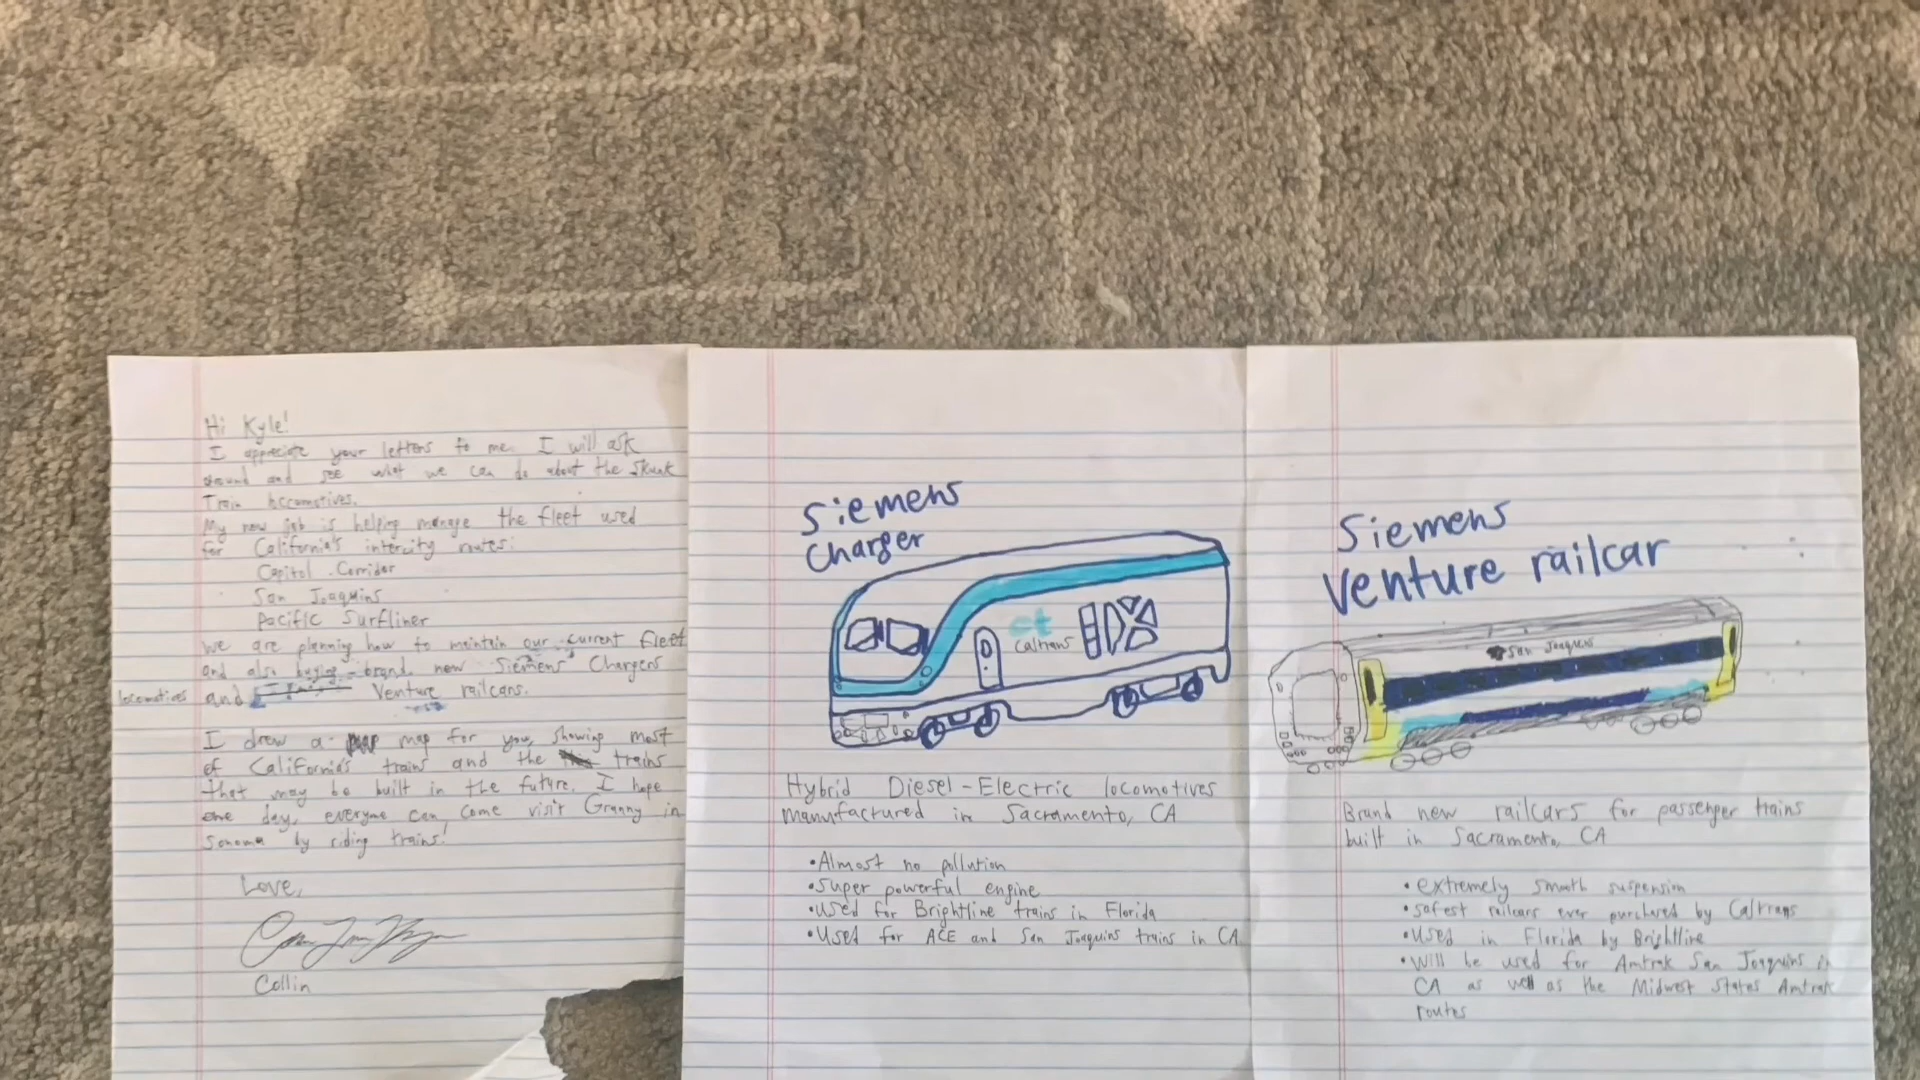 Hi Kyle!
I appreciate your letters to me. I will ask
around and see what we can do about the Skunk
Train locomotives.
My new job is helping manage the fleet used
for California's intercity routes:
Capitol Corridor
San Joaquins
Pacific Surfliner
we are planning how to maintain our current fleet
and also buying brand new Siemens Chargers
locomotives and Venture railcars.
I drew a map for you, showing most
of California's trains and the trains
that may be built in the future. I hope
one day, everyone can come visit Granny in
Sonoma by riding trains!
Love,
Collin
Siemens
Charger
ct
caltrans
Hybrid Diesel-Electric locomotives
manufactured in Sacramento, CA
•Almost no pollution
•Super powerful engine
•Used for Brightline trains in Florida
•Used for ACE and San Joaquins trains in CA
Siemens
Venture railcar
San Joaquins
Brand new railcars for passenger trains
built in Sacramento, CA
•extremely smooth suspension
•safest railcars ever purchased by Caltrans
•Used in Florida by Brightline
•Will be used for Amtrak San Joaquins in
CA as well as the Midwest States Amtrak
routes